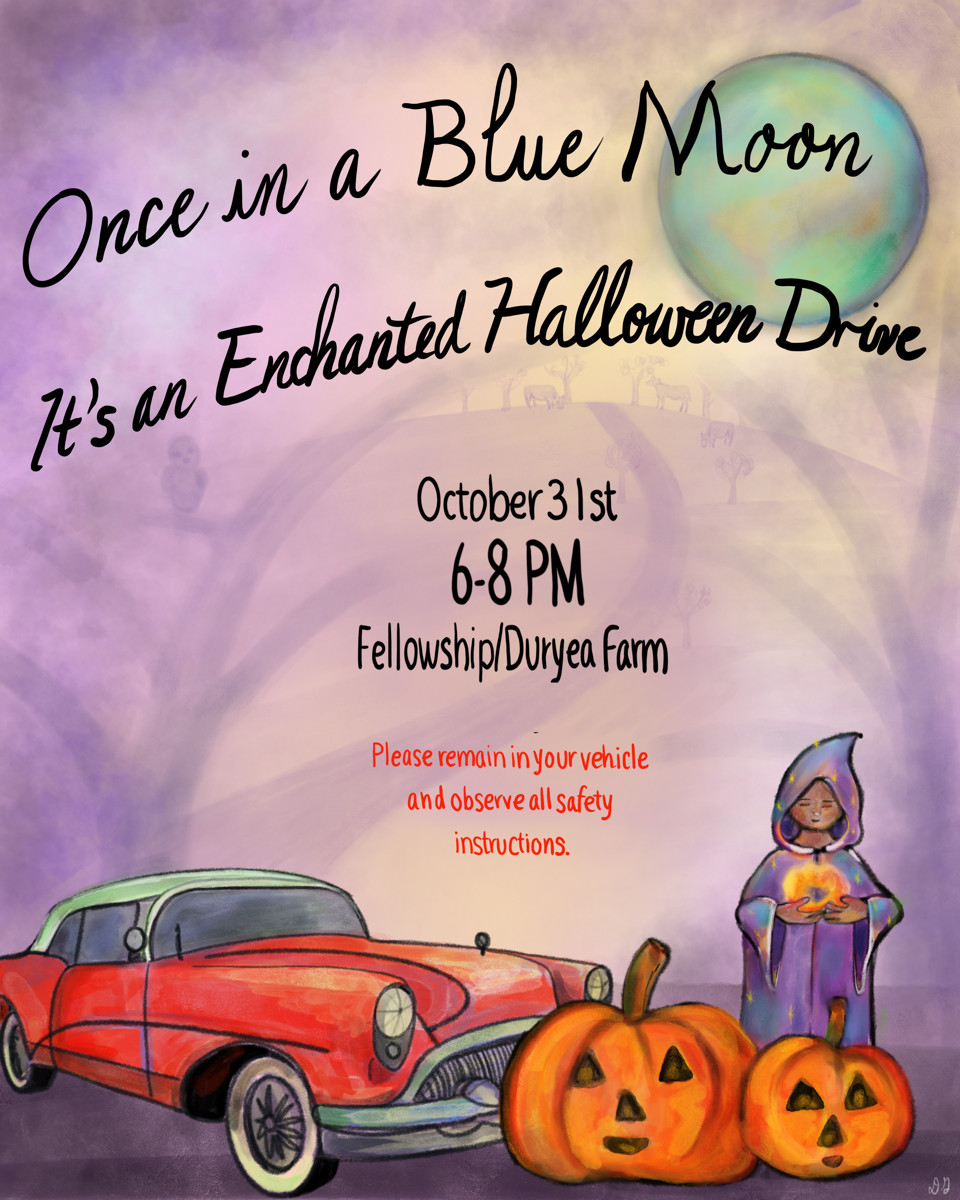 Once in a Blue Moon
It's an Enchanted Halloween Drive
October 31st
6-8 PM
Fellowship/Duryea Farm
Please remain in your vehicle
and observe all safety
instructions.